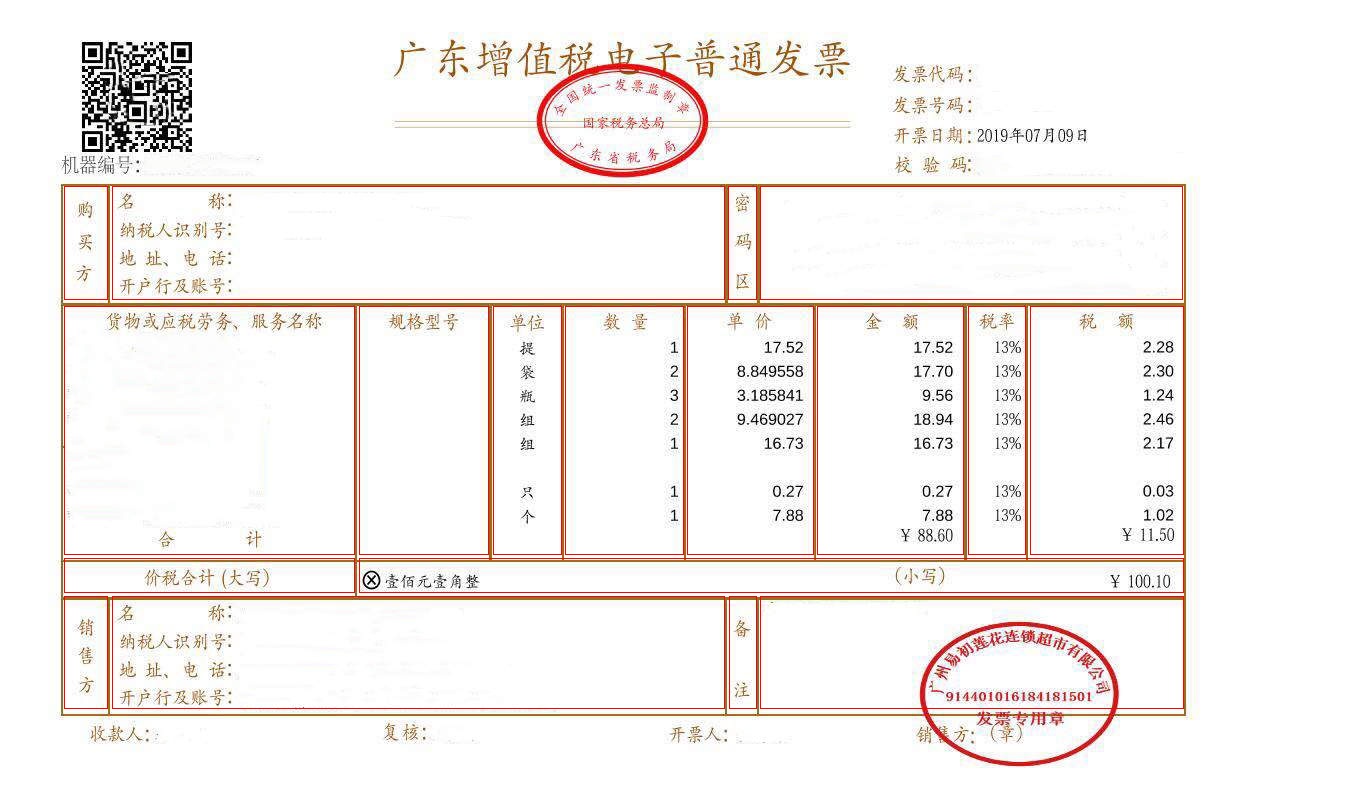 广东增值税电子普通发票
全国统一发票监制章
国家税务总局
广东省税务局
发票代码：
发票号码：
开票日期：2019年07月09日
校 验 码：
机器编号：
购买方
名 称：
纳税人识别号：
地 址、电 话：
开户行及账号：
密码区
货物或应税劳务、服务名称 规格型号 单位 数 量 单 价 金 额 税率 税 额
提 1 17.52 17.52 13% 2.28
袋 2 8.849558 17.70 13% 2.30
瓶 3 3.185841 9.56 13% 1.24
组 2 9.469027 18.94 13% 2.46
组 1 16.73 16.73 13% 2.17
只 1 0.27 0.27 13% 0.03
个 1 7.88 7.88 13% 1.02
合 计 ¥ 88.60 ¥ 11.50
价税合计（大写） ⊗壹佰元壹角整 （小写） ¥ 100.10
销售方
名 称：
纳税人识别号：
地 址、电 话：
开户行及账号：
备注
广州易初莲花连锁超市有限公司
914401016184181501
发票专用章
收款人： 复核： 开票人： 销售方：（章）